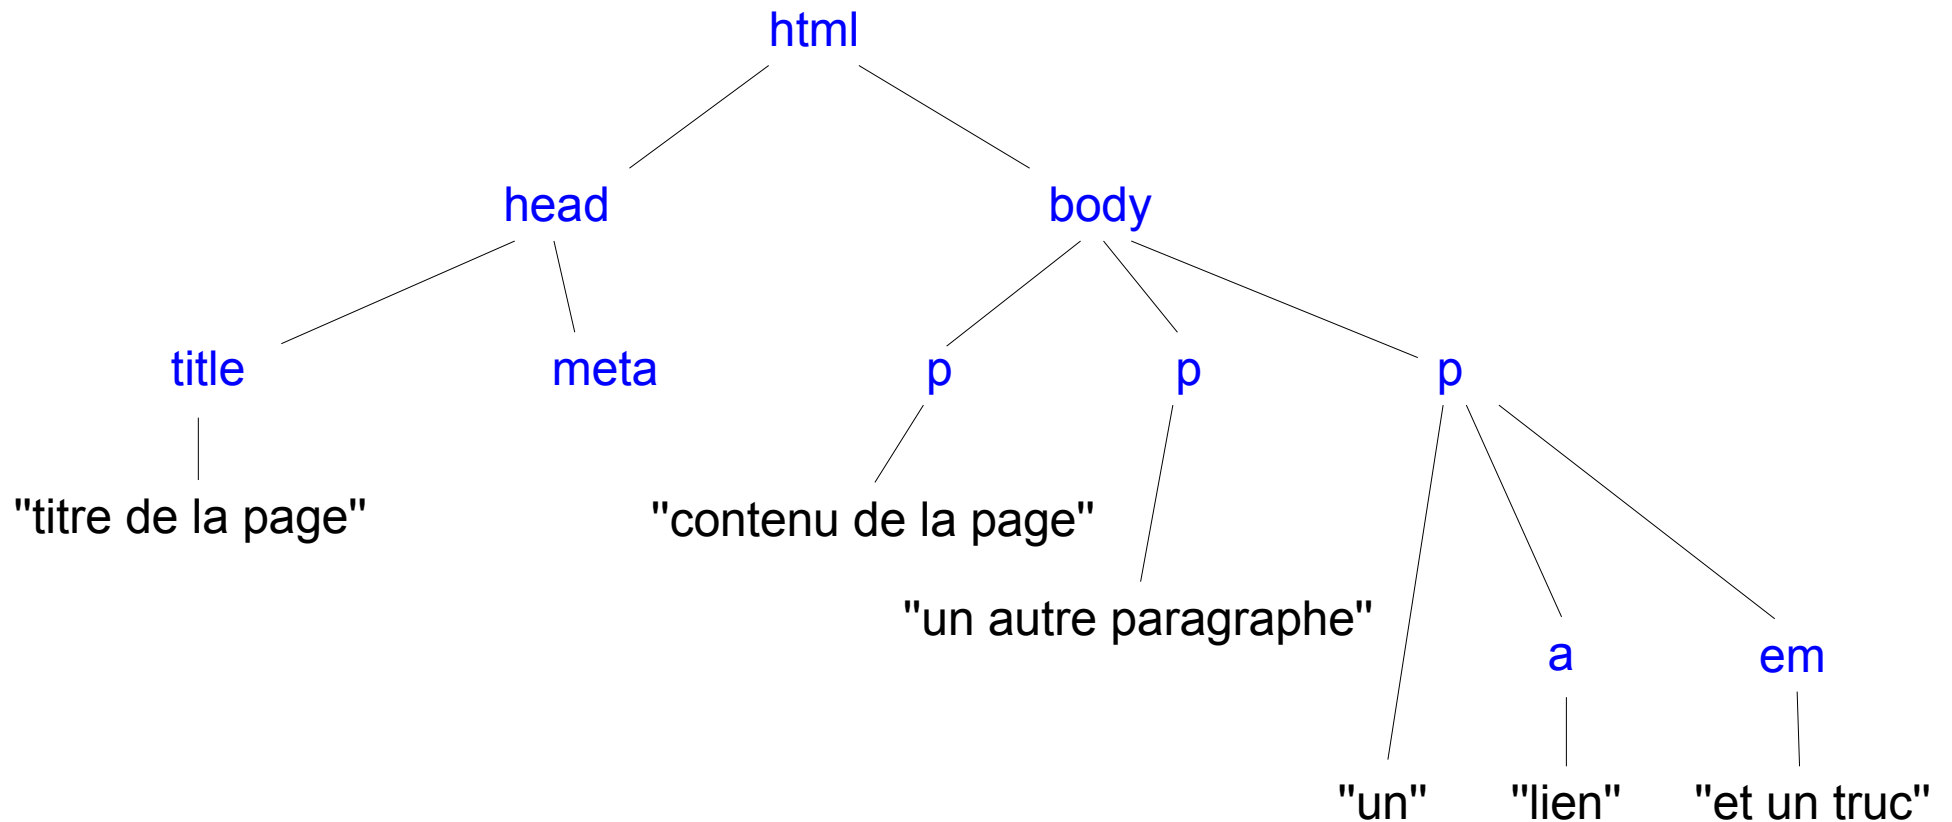 html
head
body
title
meta
p
p
p
"titre de la page"
"contenu de la page"
"un autre paragraphe"
a
em
"un"
"lien"
"et un truc"